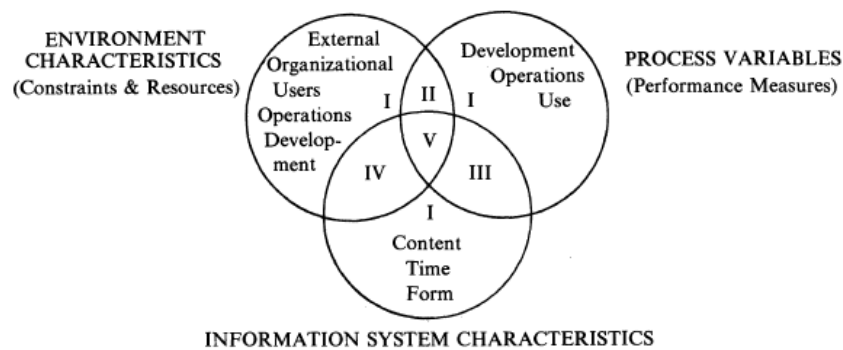 ENVIRONMENT
CHARACTERISTICS
(Constraints & Resources)
External
Organizational
Users
Operations
Develop-
ment
I
II
I
Development
Operations
Use
PROCESS VARIABLES
(Performance Measures)
V
IV
III
I
Content
Time
Form
INFORMATION SYSTEM CHARACTERISTICS